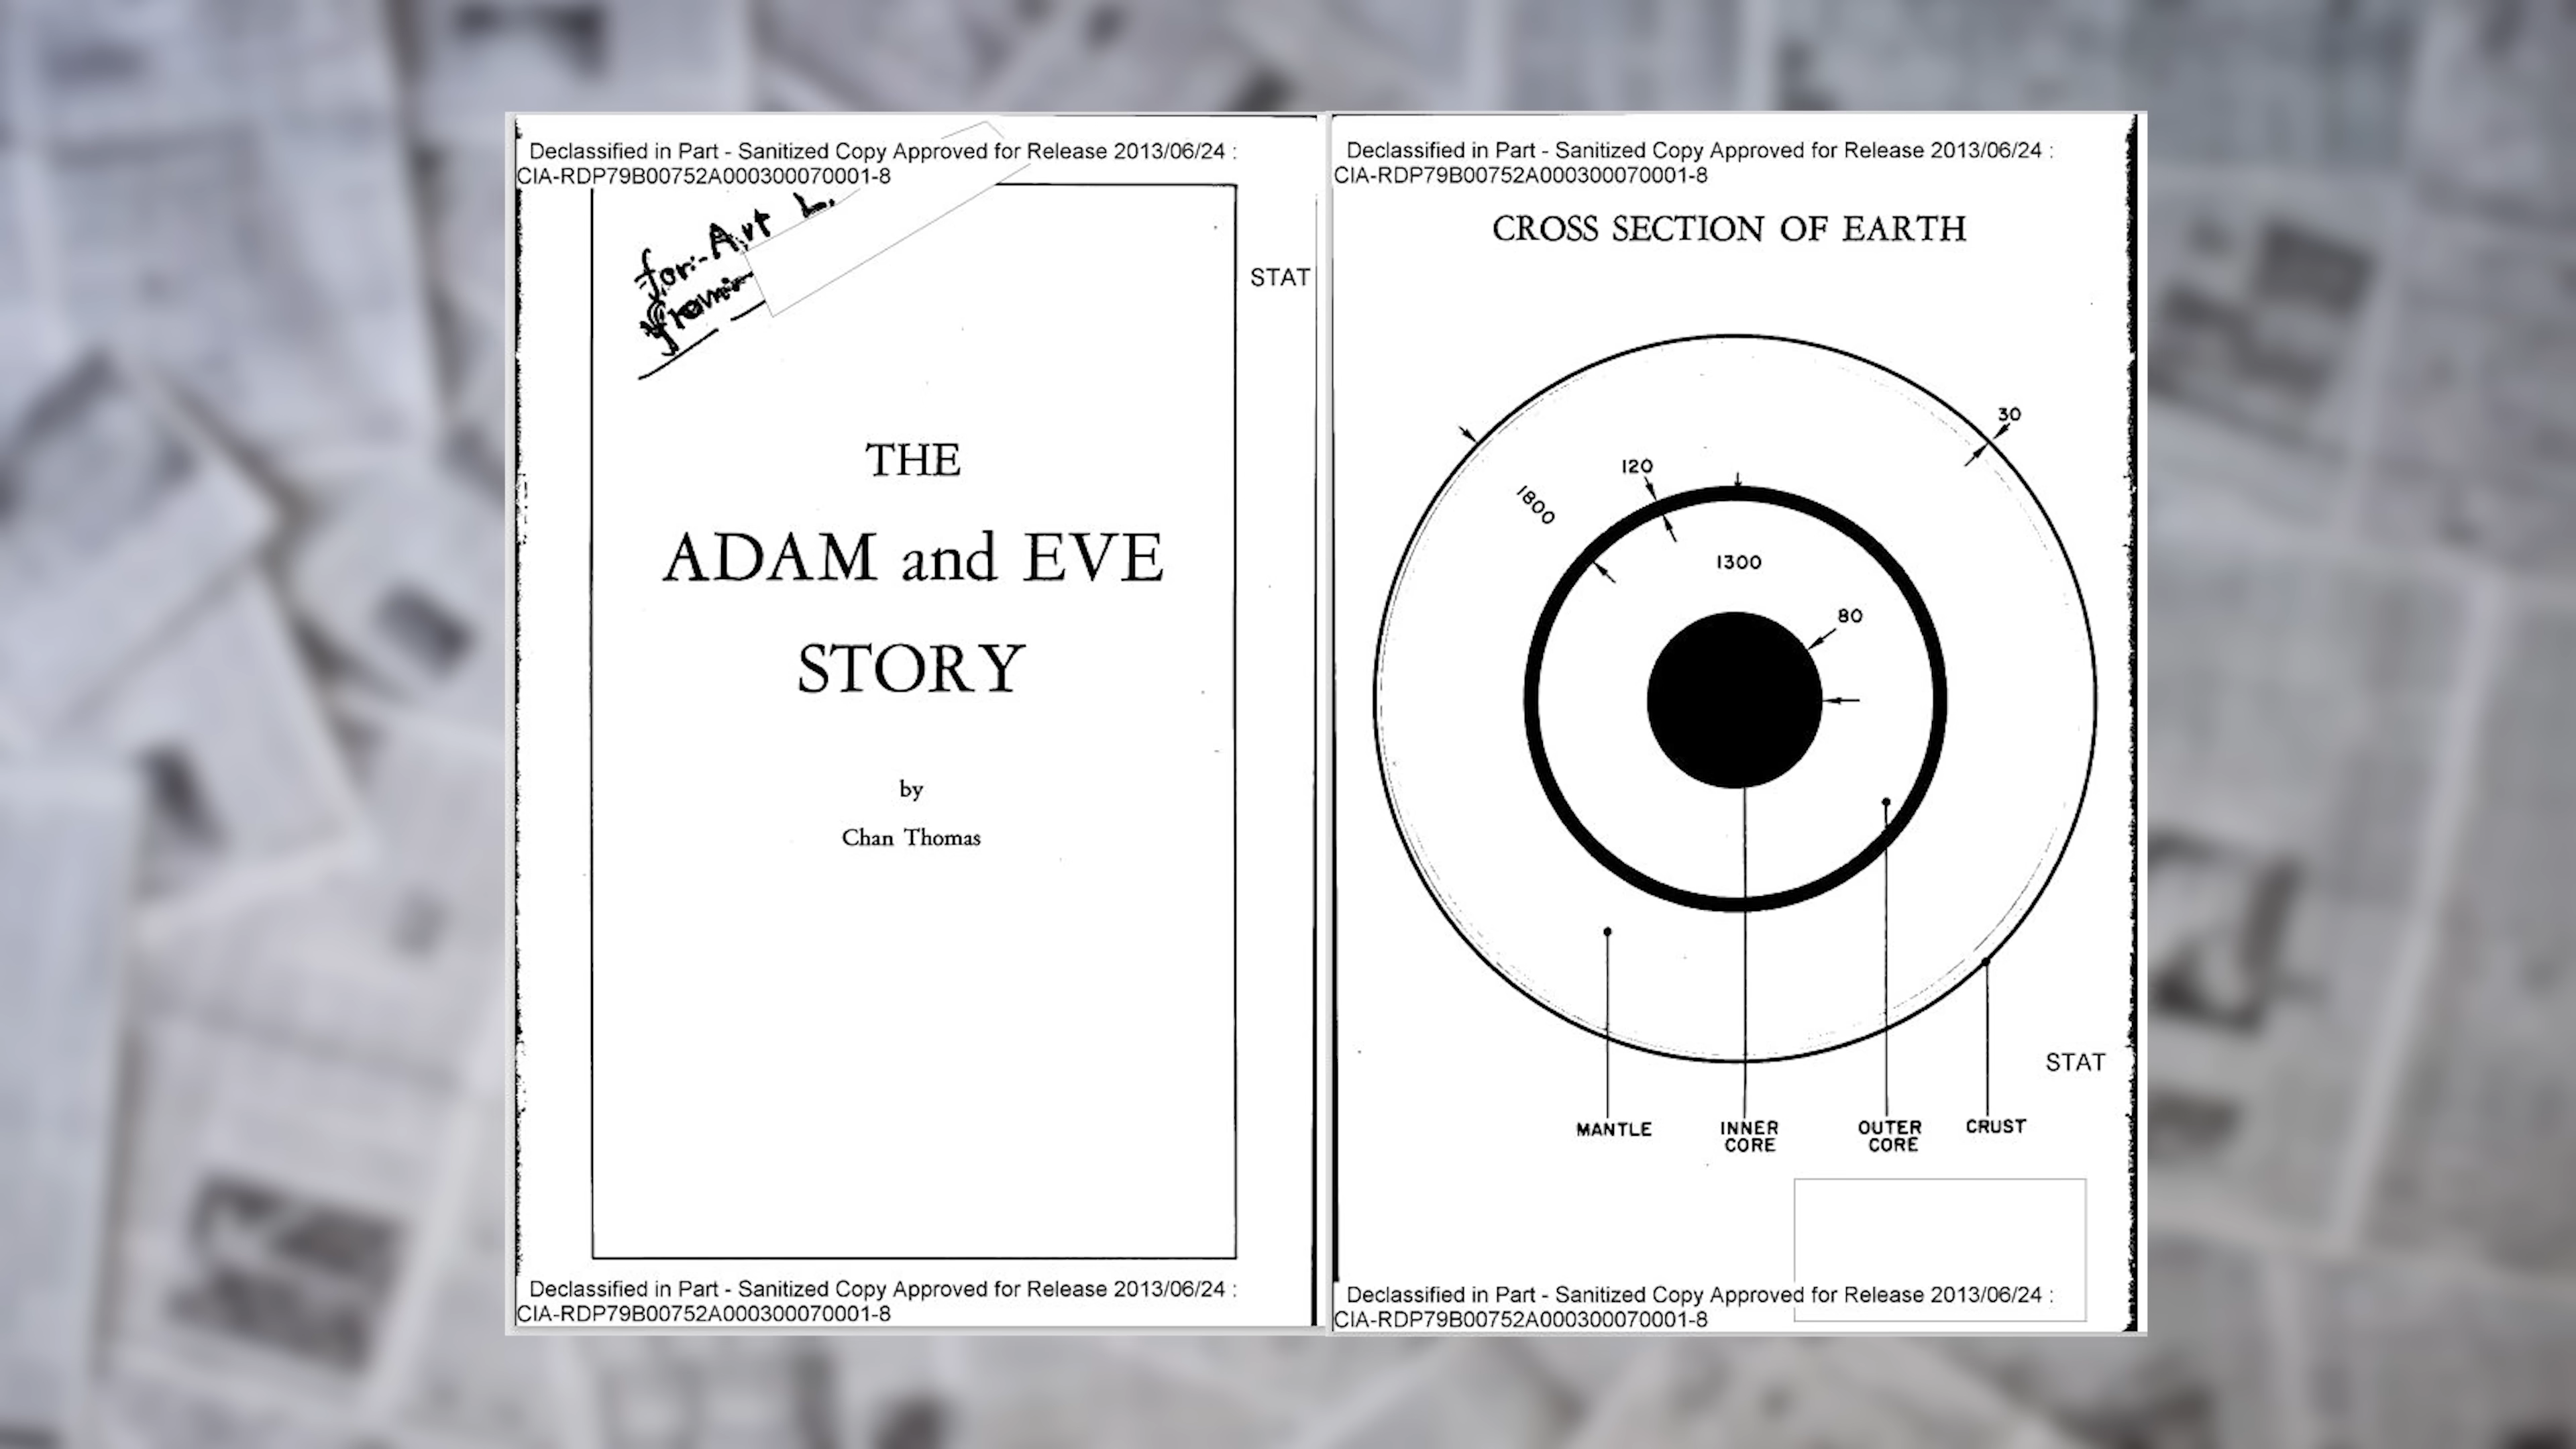 Declassified in Part - Sanitized Copy Approved for Release 2013/06/24 :
CIA-RDP79B00752A000300070001-8
for:- Art L.
STAT
THE
ADAM and EVE
STORY
by
Chan Thomas
Declassified in Part - Sanitized Copy Approved for Release 2013/06/24 :
CIA-RDP79B00752A000300070001-8
Declassified in Part - Sanitized Copy Approved for Release 2013/06/24 :
CIA-RDP79B00752A000300070001-8
CROSS SECTION OF EARTH
30
120
1800
1300
80
STAT
MANTLE
INNER
CORE
OUTER
CORE
CRUST
Declassified in Part - Sanitized Copy Approved for Release 2013/06/24 :
CIA-RDP79B00752A000300070001-8